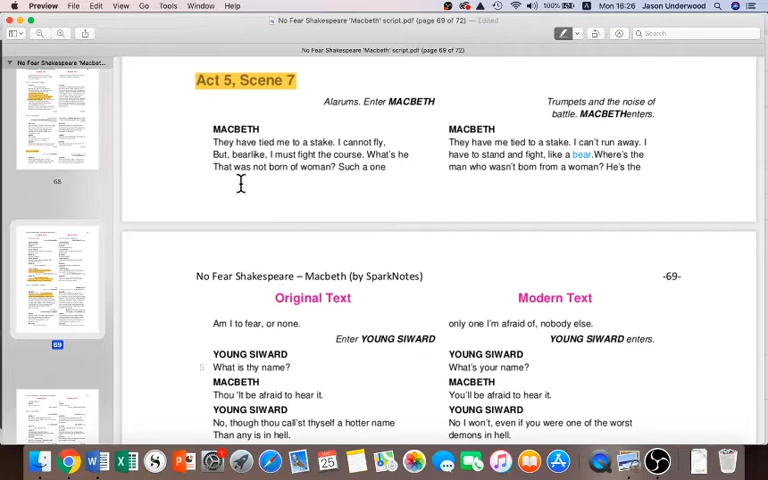 Preview File Edit View Go Tools Window Help 100% Mon 16:26 Jason Underwood
No Fear Shakespeare 'Macbeth' script.pdf (page 69 of 72) — Edited
Search
No Fear Shakespeare 'Macbeth' script.pdf (page 69 of 72)
No Fear Shakespeare 'Macbet...
68
69
Act 5, Scene 7
Alarums. Enter MACBETH
Trumpets and the noise of
battle. MACBETHenters.
MACBETH
They have tied me to a stake. I cannot fly,
But, bearlike, I must fight the course. What's he
That was not born of woman? Such a one
MACBETH
They have me tied to a stake. I can't run away. I
have to stand and fight, like a bear.Where's the
man who wasn't born from a woman? He's the
No Fear Shakespeare – Macbeth (by SparkNotes)
-69-
Original Text
Modern Text
Am I to fear, or none.
only one I'm afraid of, nobody else.
Enter YOUNG SIWARD
YOUNG SIWARD enters.
YOUNG SIWARD
5 What is thy name?
YOUNG SIWARD
What's your name?
MACBETH
Thou 'lt be afraid to hear it.
MACBETH
You'll be afraid to hear it.
YOUNG SIWARD
No, though thou call'st thyself a hotter name
Than any is in hell.
YOUNG SIWARD
No I won't, even if you were one of the worst
demons in hell.
MAY
25